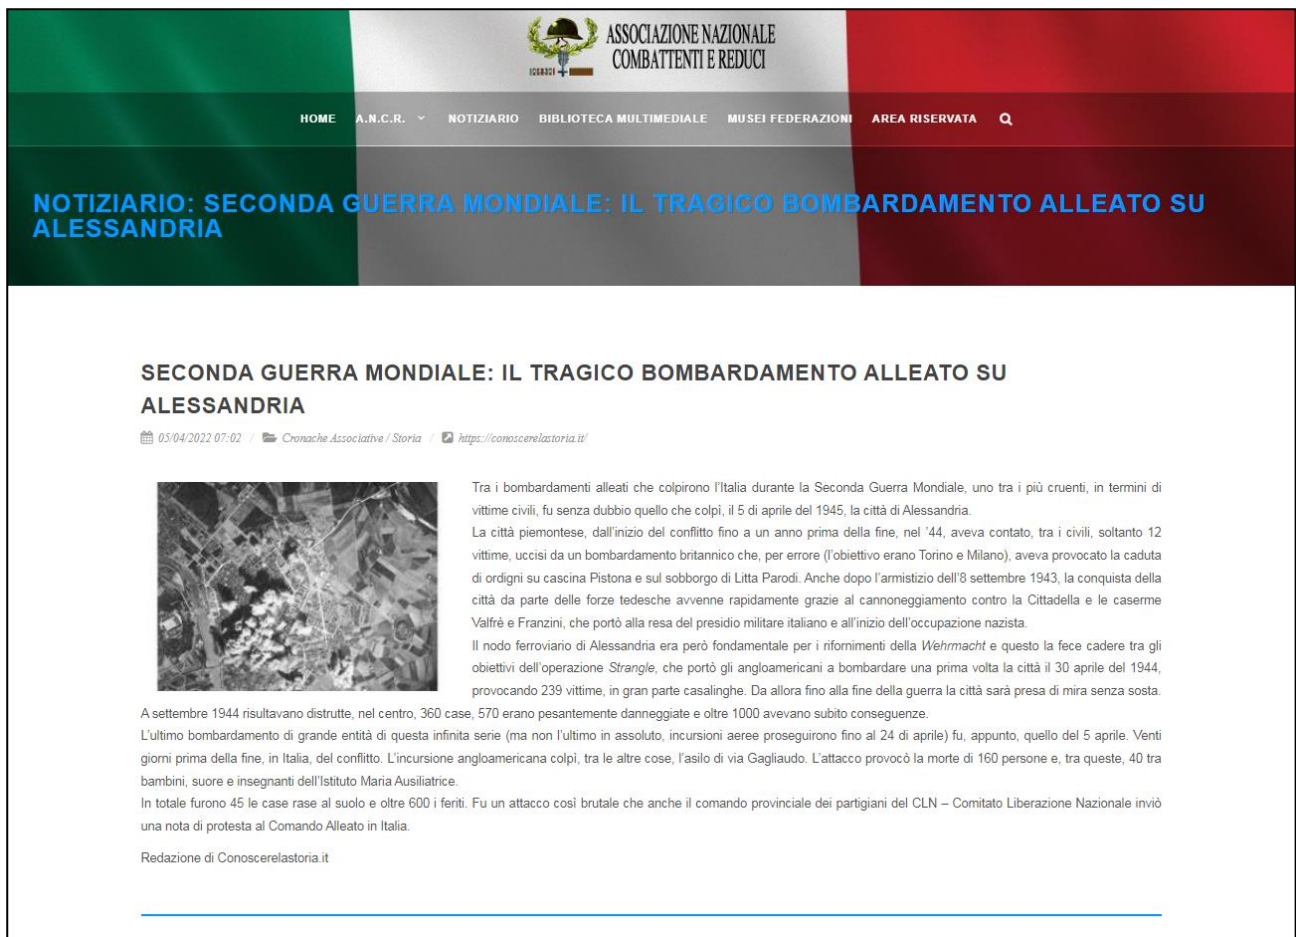 ASSOCIAZIONE NAZIONALE
COMBATTENTI E REDUCI
HOME A.N.C.R. NOTIZIARIO BIBLIOTECA MULTIMEDIALE MUSEI FEDERAZIONI AREA RISERVATA
NOTIZIARIO: SECONDA GUERRA MONDIALE: IL TRAGICO BOMBARDAMENTO ALLEATO SU
ALESSANDRIA
SECONDA GUERRA MONDIALE: IL TRAGICO BOMBARDAMENTO ALLEATO SU
ALESSANDRIA
05/04/2022 07:02 / Cronache Associative / Storia / https://conoscerelastoria.it/
Tra i bombardamenti alleati che colpirono l'Italia durante la Seconda Guerra Mondiale, uno tra i più cruenti, in termini di
vittime civili, fu senza dubbio quello che colpì, il 5 di aprile del 1945, la città di Alessandria.
La città piemontese, dall'inizio del conflitto fino a un anno prima della fine, nel '44, aveva contato, tra i civili, soltanto 12
vittime, uccisi da un bombardamento britannico che, per errore (l'obiettivo erano Torino e Milano), aveva provocato la caduta
di ordigni su cascina Pistona e sul sobborgo di Litta Parodi. Anche dopo l'armistizio dell'8 settembre 1943, la conquista della
città da parte delle forze tedesche avvenne rapidamente grazie al cannoneggiamento contro la Cittadella e le caserme
Valfrè e Franzini, che portò alla resa del presidio militare italiano e all'inizio dell'occupazione nazista.
Il nodo ferroviario di Alessandria era però fondamentale per i rifornimenti della Wehrmacht e questo la fece cadere tra gli
obiettivi dell'operazione Strangle, che portò gli angloamericani a bombardare una prima volta la città il 30 aprile del 1944,
provocando 239 vittime, in gran parte casalinghe. Da allora fino alla fine della guerra la città sarà presa di mira senza sosta.
A settembre 1944 risultavano distrutte, nel centro, 360 case, 570 erano pesantemente danneggiate e oltre 1000 avevano subito conseguenze.
L'ultimo bombardamento di grande entità di questa infinita serie (ma non l'ultimo in assoluto, incursioni aeree proseguirono fino al 24 di aprile) fu, appunto, quello del 5 aprile. Venti
giorni prima della fine, in Italia, del conflitto. L'incursione angloamericana colpì, tra le altre cose, l'asilo di via Gagliaudo. L'attacco provocò la morte di 160 persone e, tra queste, 40 tra
bambini, suore e insegnanti dell'Istituto Maria Ausiliatrice.
In totale furono 45 le case rase al suolo e oltre 600 i feriti. Fu un attacco così brutale che anche il comando provinciale dei partigiani del CLN – Comitato Liberazione Nazionale inviò
una nota di protesta al Comando Alleato in Italia.
Redazione di Conoscerelastoria.it